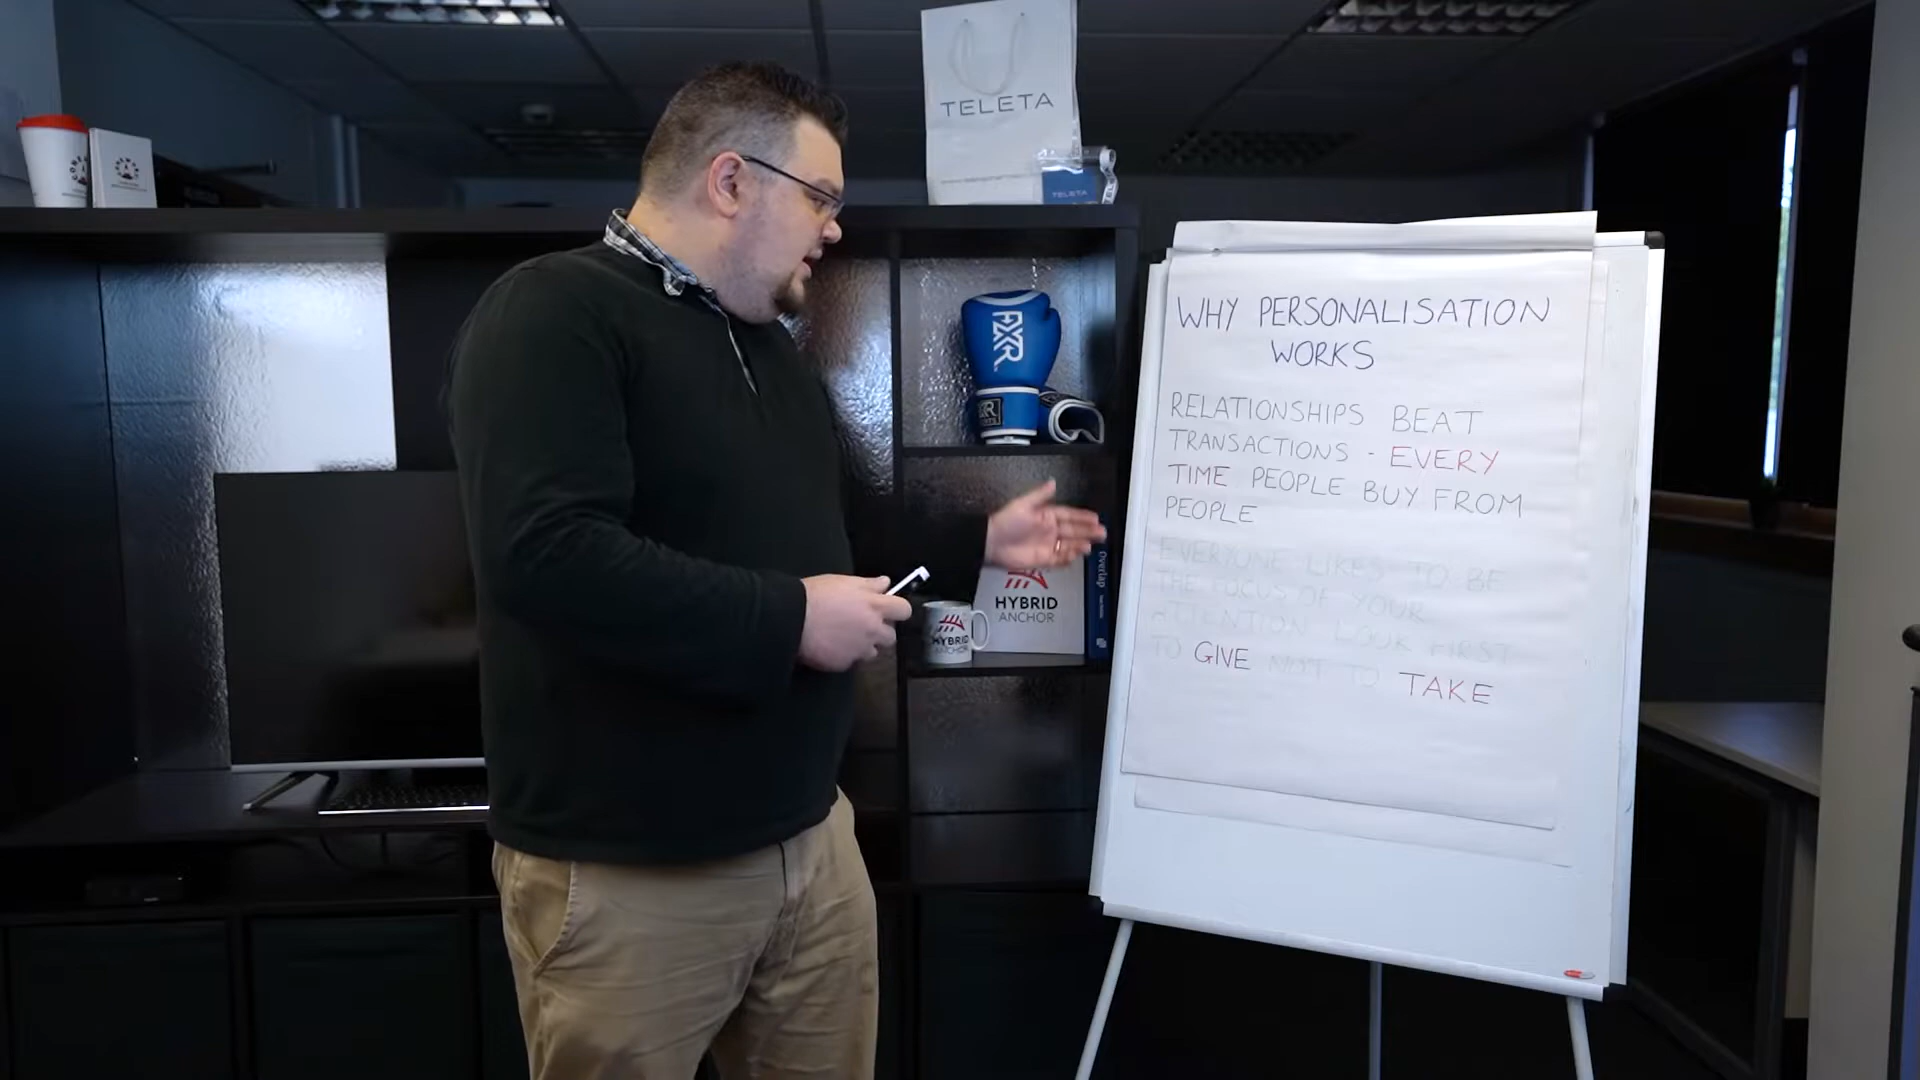 TELETA
TELETA
RXR
HYBRID
ANCHOR
HYBRID
ANCHOR
Overlap
WHY PERSONALISATION
WORKS
RELATIONSHIPS BEAT
TRANSACTIONS - EVERY
TIME PEOPLE BUY FROM
PEOPLE
EVERYONE LIKES TO BE
THE FOCUS OF YOUR
ATTENTION LOOK FIRST
TO GIVE NOT TO TAKE